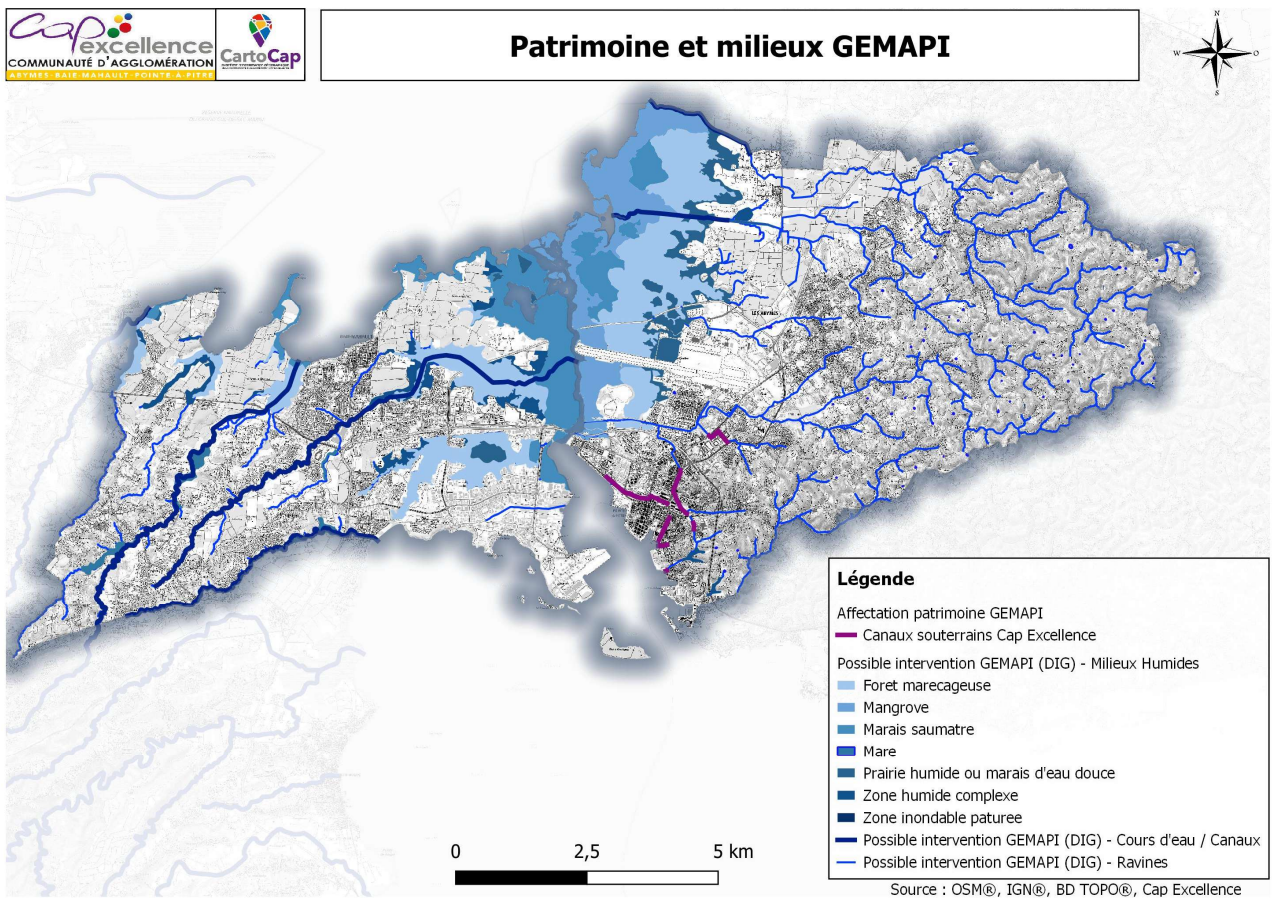 Cap excellence
COMMUNAUTÉ D'AGGLOMÉRATION
ABYMES · BAIE-MAHAULT · POINTE-A-PITRE
CartoCap
Patrimoine et milieux GEMAPI
N
W
O
S
LES ABYMES
Légende
Affectation patrimoine GEMAPI
Canaux souterrains Cap Excellence
Possible intervention GEMAPI (DIG) - Milieux Humides
Foret marecageuse
Mangrove
Marais saumatre
Mare
Prairie humide ou marais d'eau douce
Zone humide complexe
Zone inondable paturee
Possible intervention GEMAPI (DIG) - Cours d'eau / Canaux
Possible intervention GEMAPI (DIG) - Ravines
0 2,5 5 km
Source : OSM®, IGN®, BD TOPO®, Cap Excellence